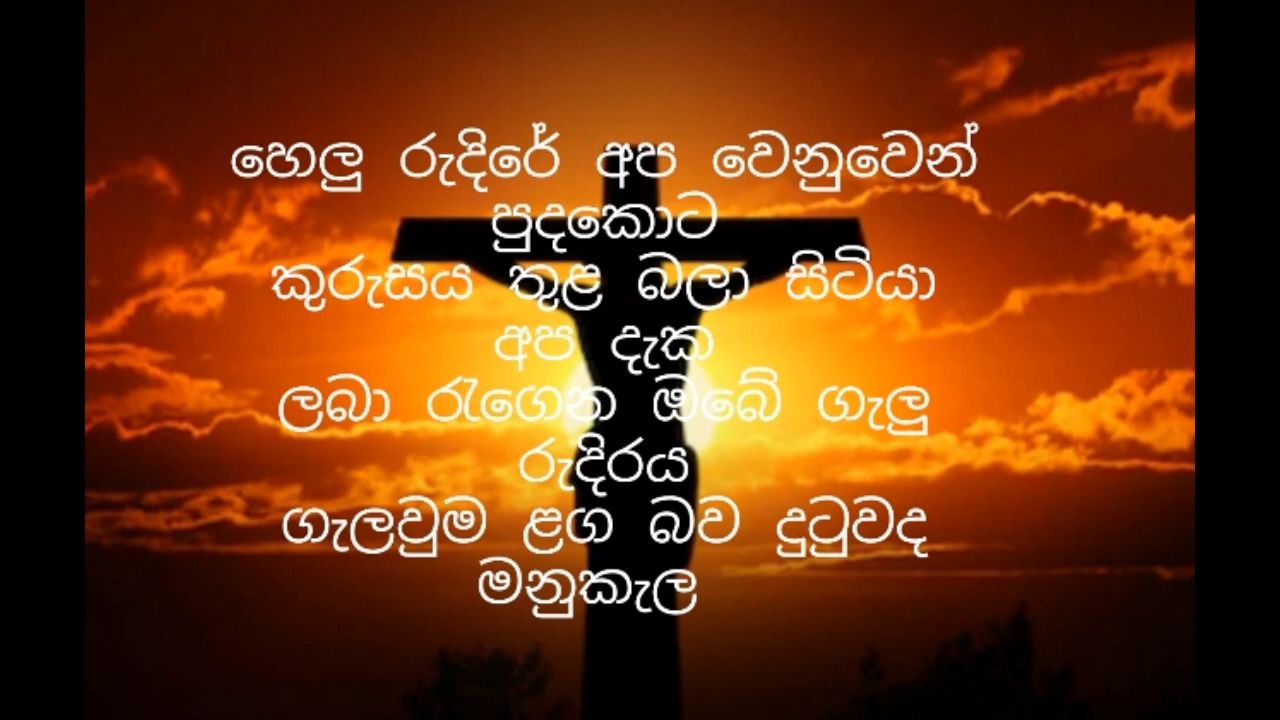 හෙලු රුදිරේ අප වෙනුවෙන්
පුදකොට
කුරුසය තුළ බලා සිටියා
අප දැක
ලබා රැගෙන ඔබේ ගැලු
රුදිරය
ගැලවුම ළග බව දුටුවද
මනුකැල